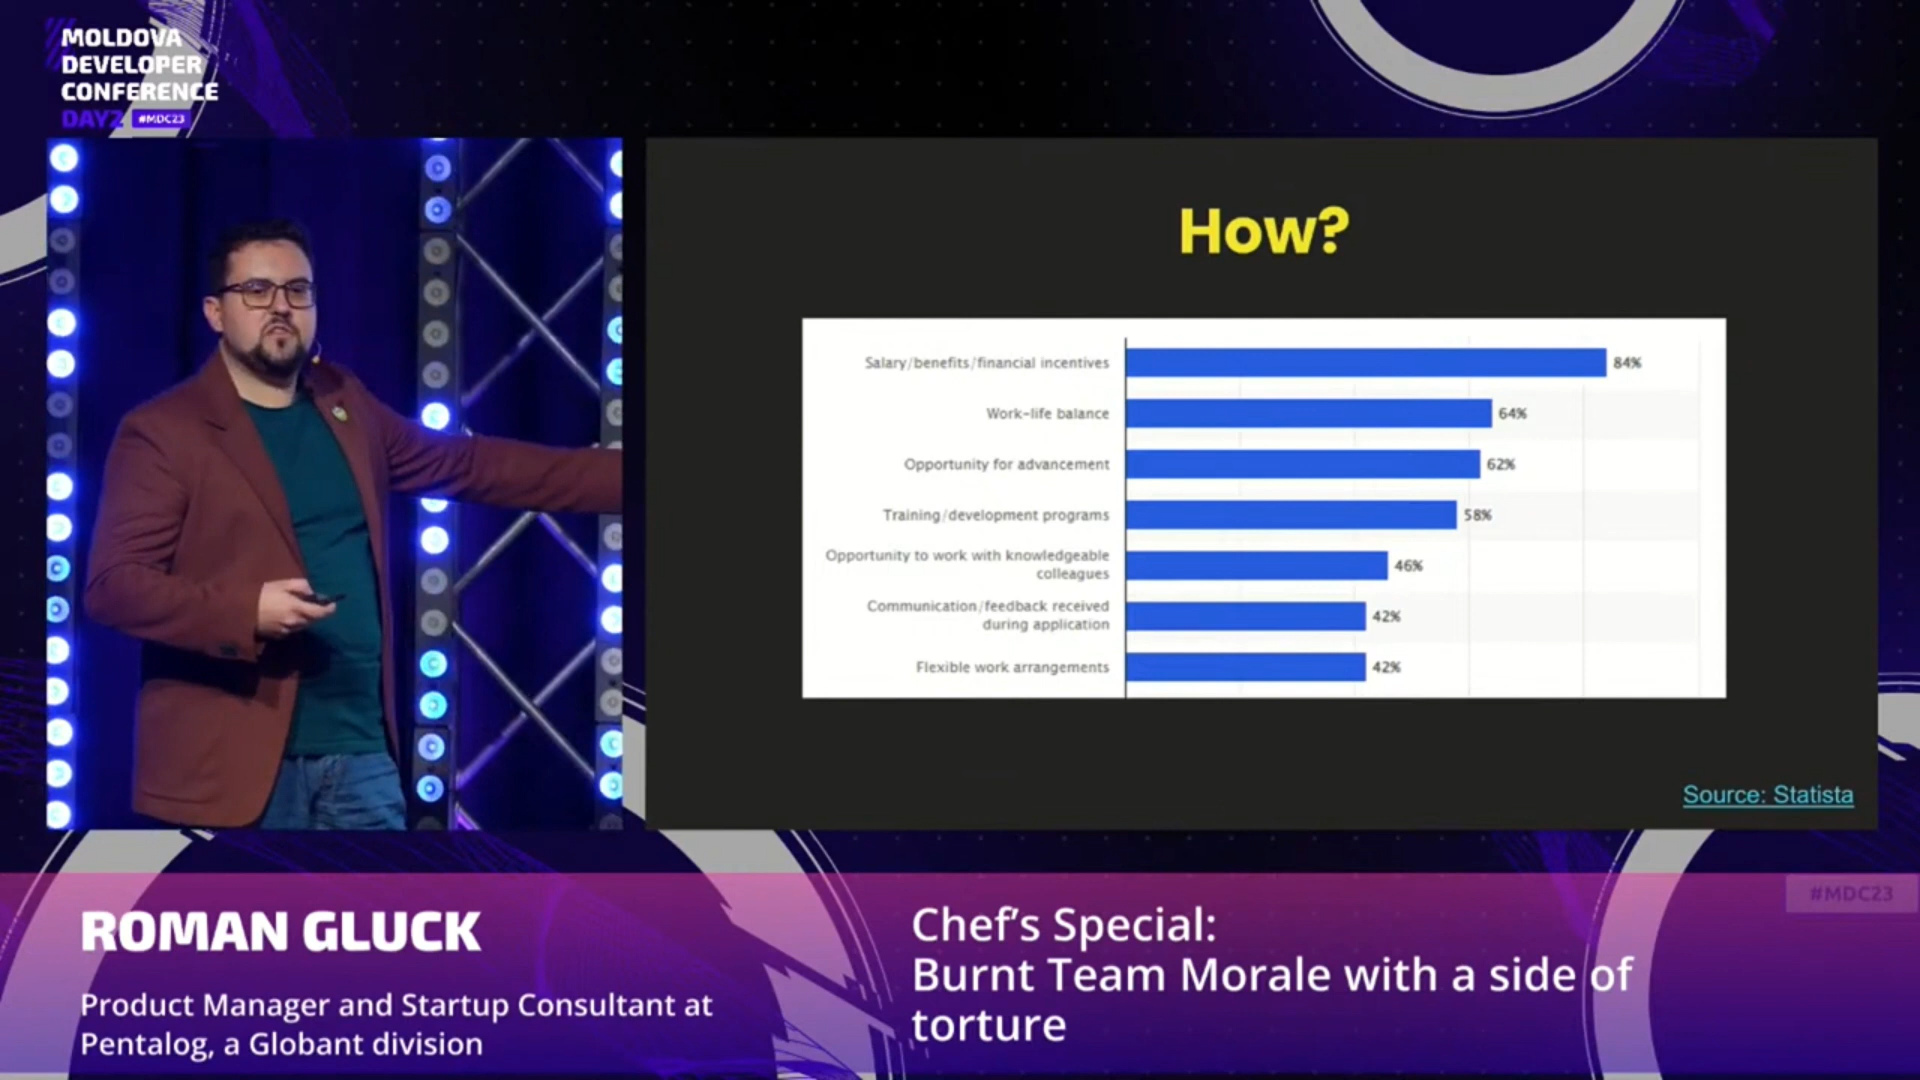 MOLDOVA
DEVELOPER
CONFERENCE
DAY2 #MDC23
How?
Salary/benefits/financial incentives 84%
Work-life balance 64%
Opportunity for advancement 62%
Training/development programs 58%
Opportunity to work with knowledgeable
colleagues 46%
Communication/feedback received
during application 42%
Flexible work arrangements 42%
Source: Statista
#MDC23
ROMAN GLUCK
Product Manager and Startup Consultant at
Pentalog, a Globant division
Chef's Special:
Burnt Team Morale with a side of
torture